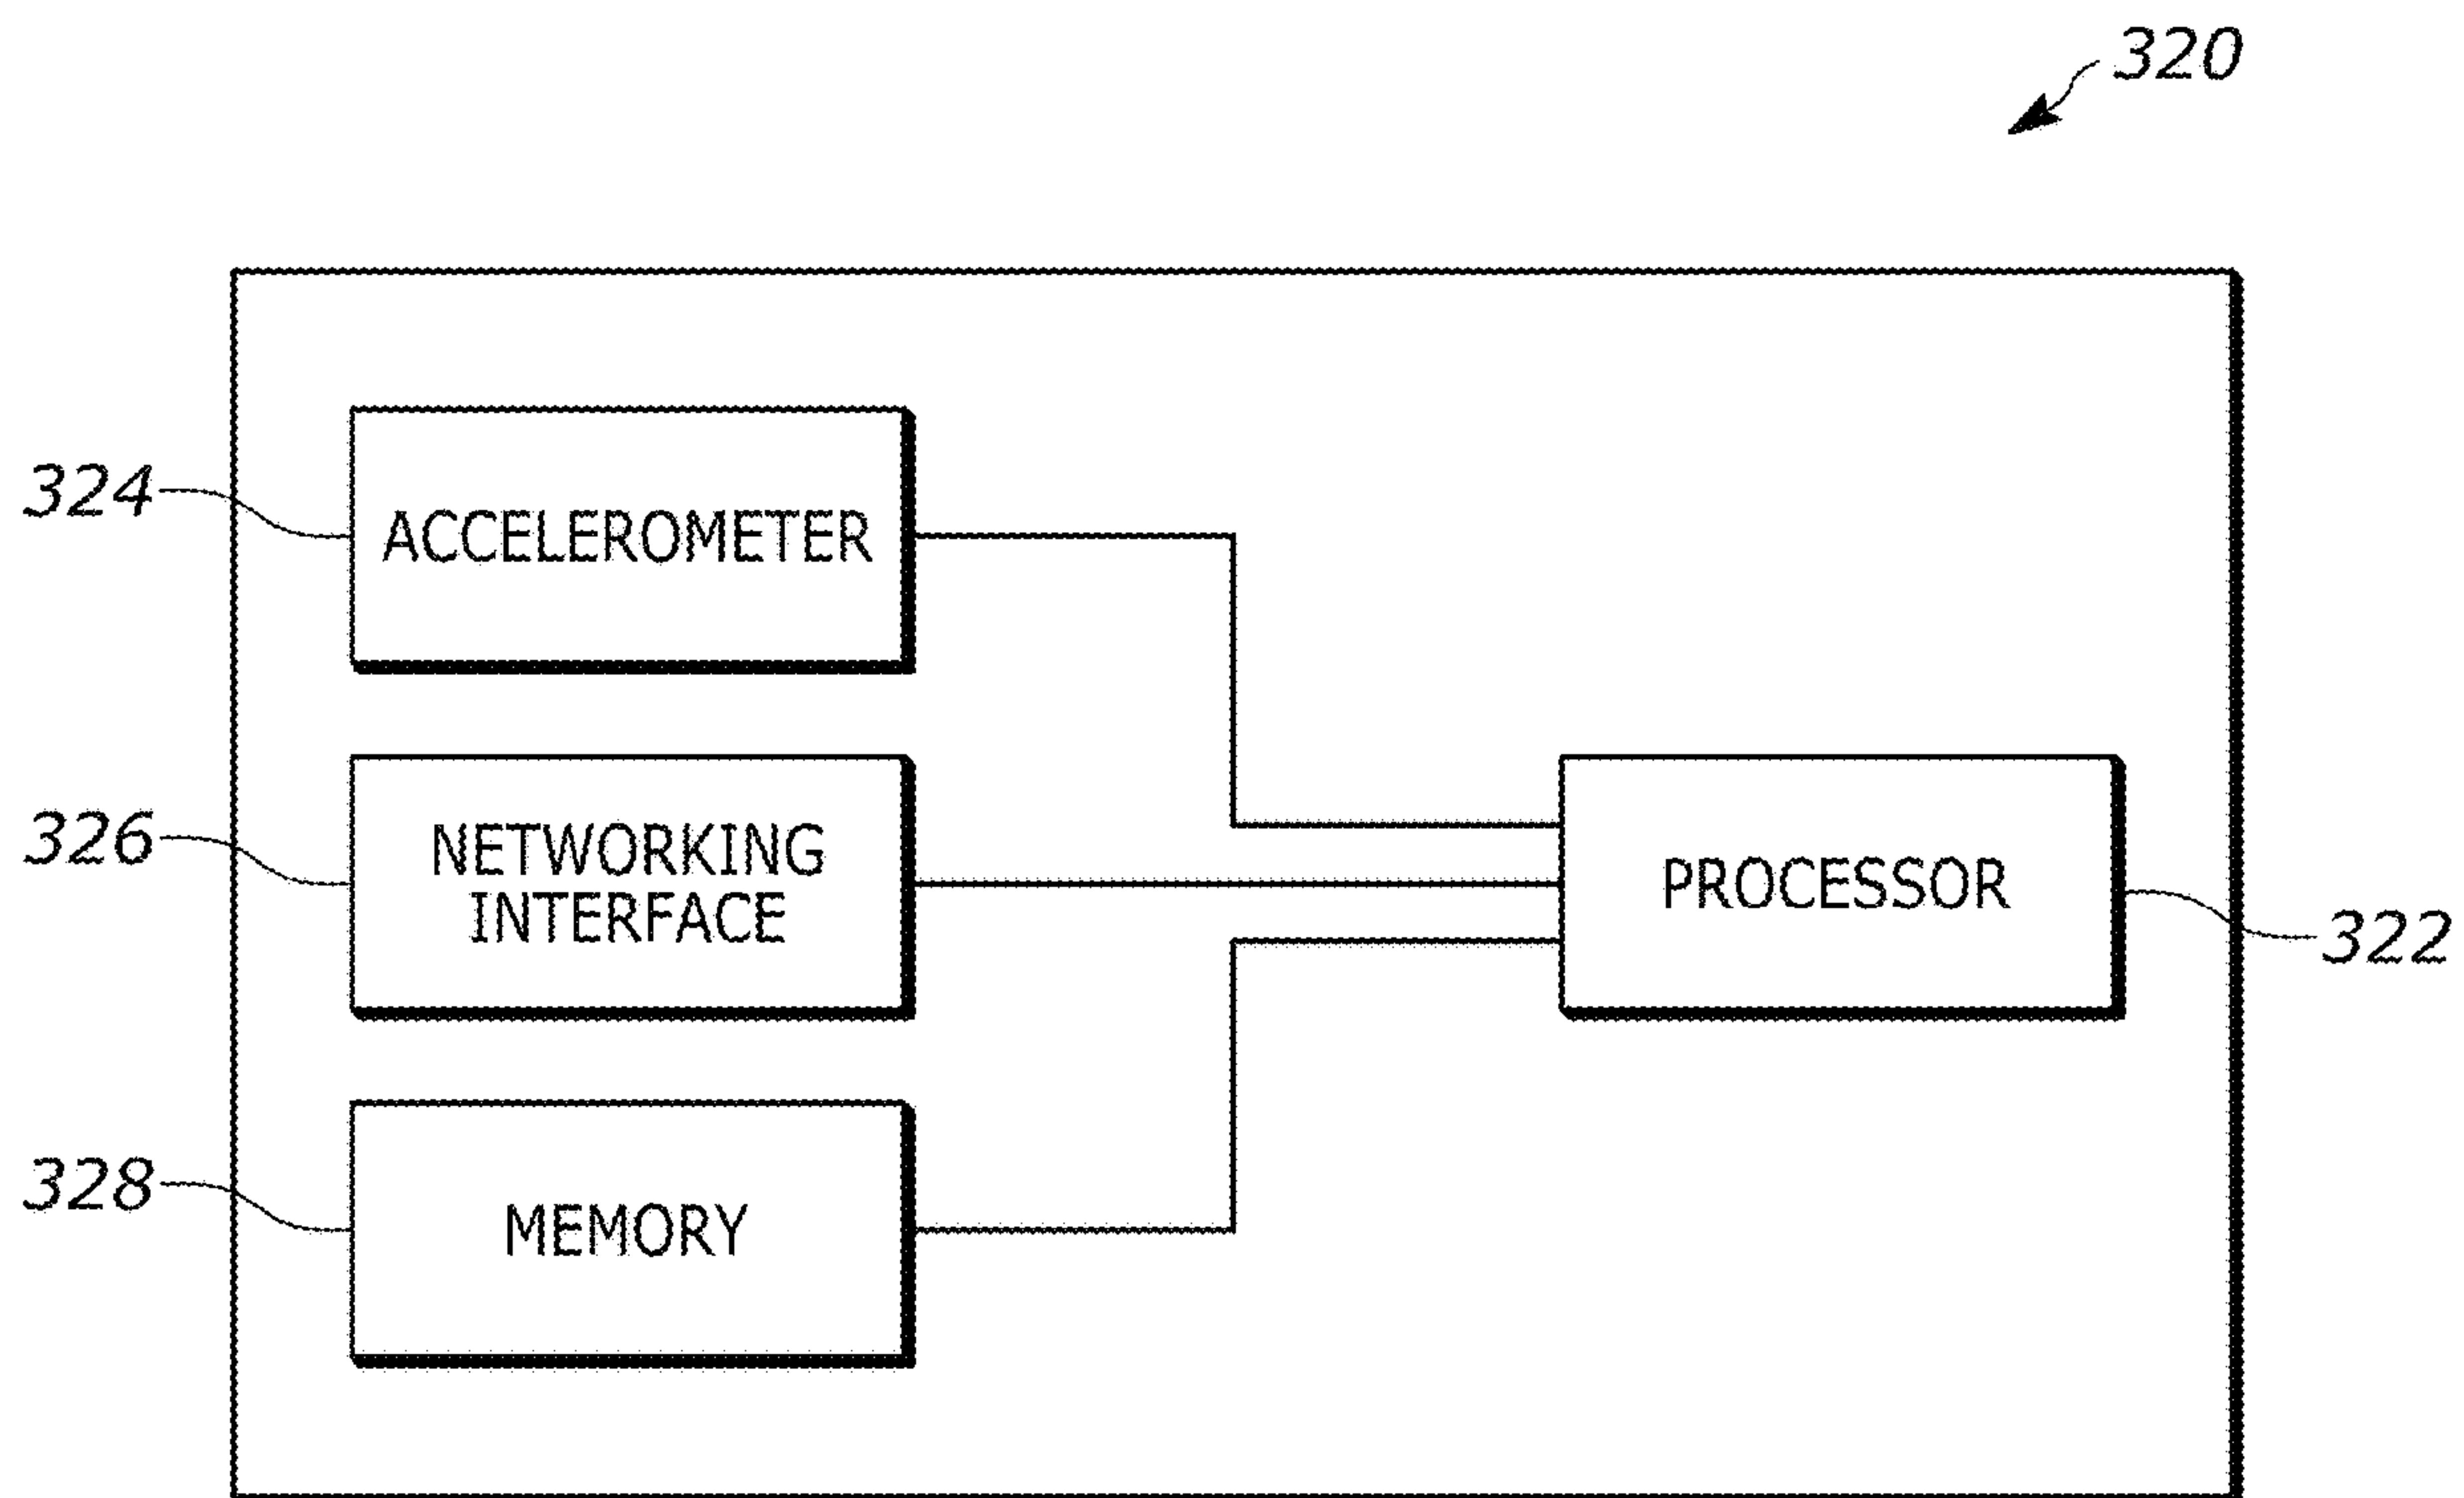 320
324
ACCELEROMETER
326
NETWORKING
INTERFACE
PROCESSOR
322
328
MEMORY